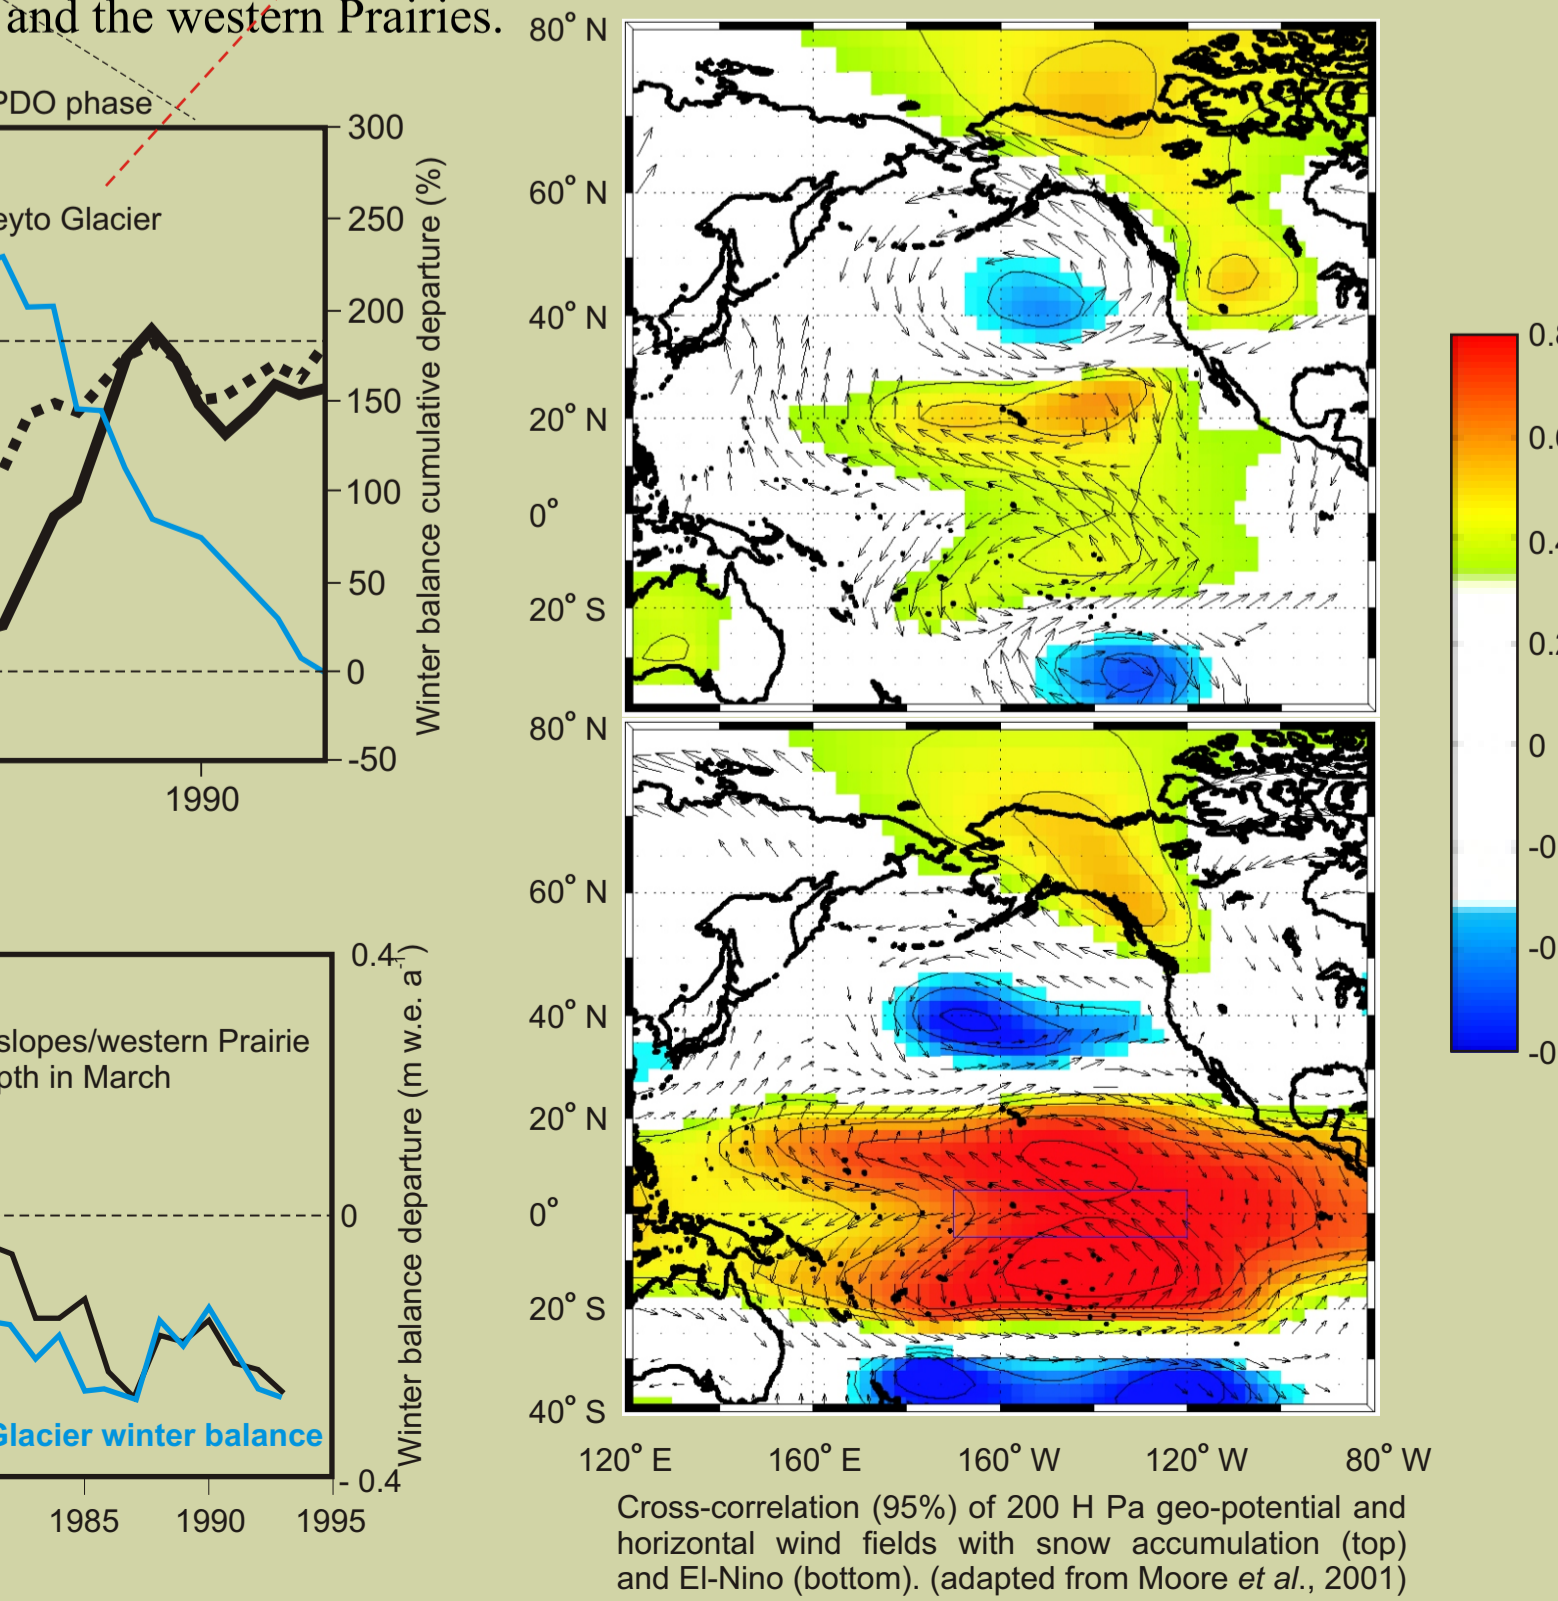 and the western Prairies.
PDO phase
eyto Glacier
300
250
200
150
100
50
0
-50
Winter balance cumulative departure (%)
1990
0.4
slopes/western Prairie
pth in March
0
Glacier winter balance
- 0.4
Winter balance departure (m w.e. a-1)
1985 1990 1995
80° N
60° N
40° N
20° N
0°
20° S
80° N
60° N
40° N
20° N
0°
20° S
40° S
120° E 160° E 160° W 120° W 80° W
0.2
0
Cross-correlation (95%) of 200 H Pa geo-potential and
horizontal wind fields with snow accumulation (top)
and El-Nino (bottom). (adapted from Moore et al., 2001)